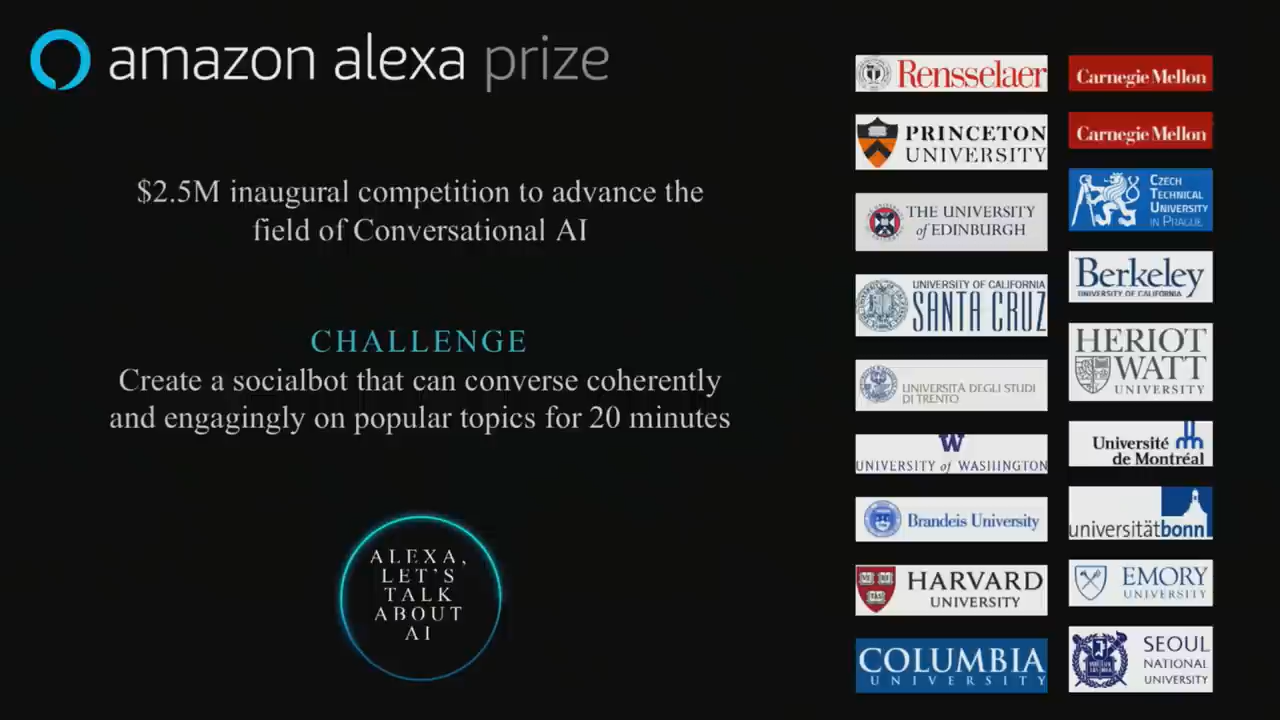 amazon alexa prize
$2.5M inaugural competition to advance the
field of Conversational AI
CHALLENGE
Create a socialbot that can converse coherently
and engagingly on popular topics for 20 minutes
ALEXA,
LET'S
TALK
ABOUT
AI
Rensselaer
PRINCETON
UNIVERSITY
THE UNIVERSITY
of EDINBURGH
UNIVERSITY OF CALIFORNIA
SANTA CRUZ
UNIVERSITÀ DEGLI STUDI
DI TRENTO
W
UNIVERSITY of WASHINGTON
Brandeis University
HARVARD
UNIVERSITY
COLUMBIA
UNIVERSITY
Carnegie Mellon
Carnegie Mellon
CZECH
TECHNICAL
UNIVERSITY
IN PRAGUE
Berkeley
UNIVERSITY OF CALIFORNIA
HERIOT
WATT
UNIVERSITY
Université
de Montréal
universitätbonn
EMORY
UNIVERSITY
SEOUL
NATIONAL
UNIVERSITY